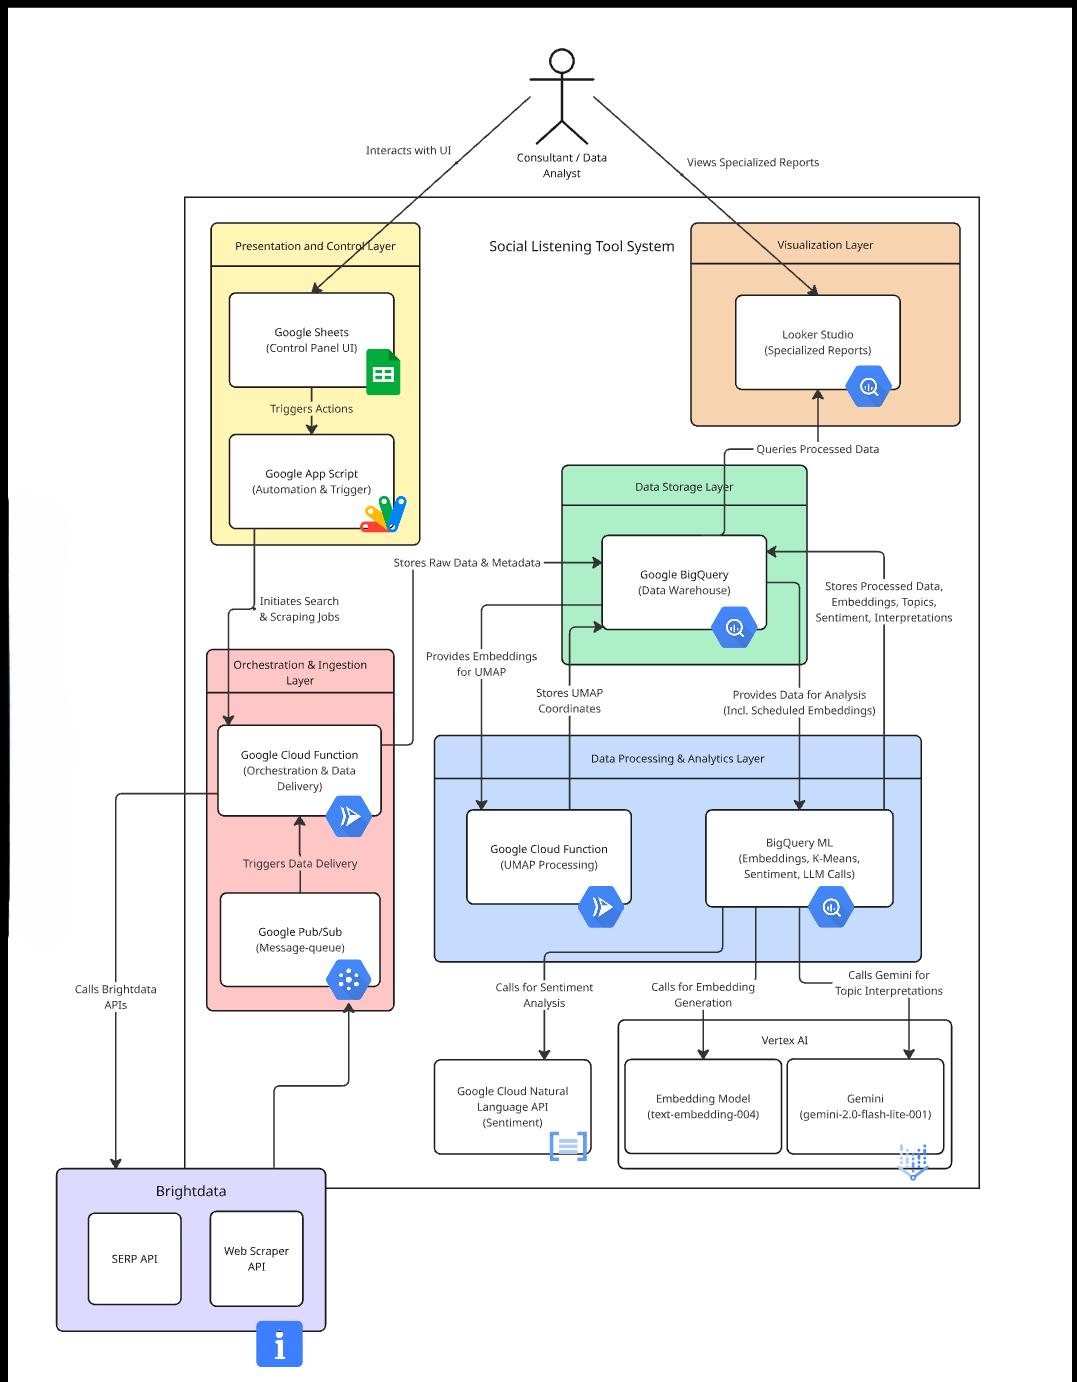 Consultant / Data
Analyst
Interacts with UI
Views Specialized Reports
Social Listening Tool System
Presentation and Control Layer
Google Sheets
(Control Panel UI)
Triggers Actions
Google App Script
(Automation & Trigger)
Visualization Layer
Looker Studio
(Specialized Reports)
Queries Processed Data
Data Storage Layer
Google BigQuery
(Data Warehouse)
Stores Raw Data & Metadata
Initiates Search
& Scraping Jobs
Stores Processed Data,
Embeddings, Topics,
Sentiment, Interpretations
Provides Embeddings
for UMAP
Stores UMAP
Coordinates
Provides Data for Analysis
(Incl. Scheduled Embeddings)
Orchestration & Ingestion
Layer
Google Cloud Function
(Orchestration & Data
Delivery)
Triggers Data Delivery
Google Pub/Sub
(Message-queue)
Data Processing & Analytics Layer
Google Cloud Function
(UMAP Processing)
BigQuery ML
(Embeddings, K-Means,
Sentiment, LLM Calls)
Calls Brightdata
APIs
Calls for Sentiment
Analysis
Calls for Embedding
Generation
Calls Gemini for
Topic Interpretations
Google Cloud Natural
Language API
(Sentiment)
Vertex AI
Embedding Model
(text-embedding-004)
Gemini
(gemini-2.0-flash-lite-001)
Brightdata
SERP API
Web Scraper
API
i